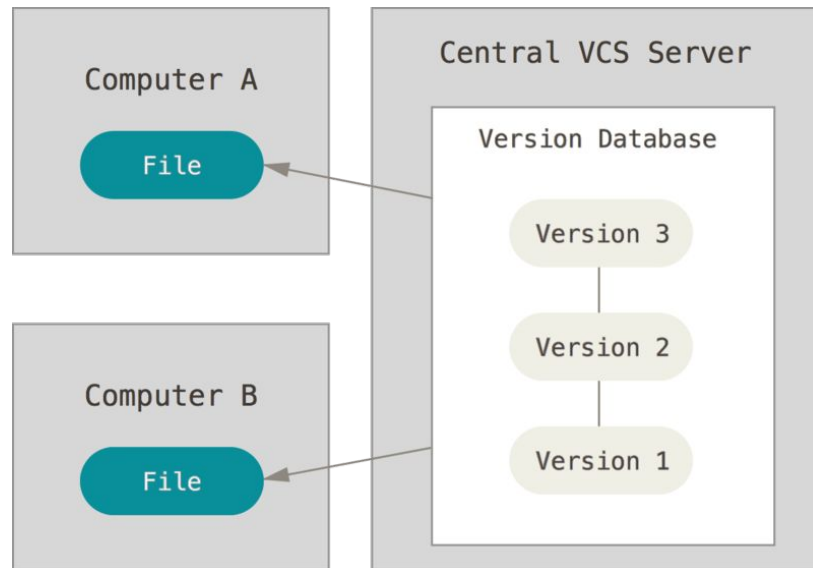 Computer A
File
Computer B
File
Central VCS Server
Version Database
Version 3
Version 2
Version 1